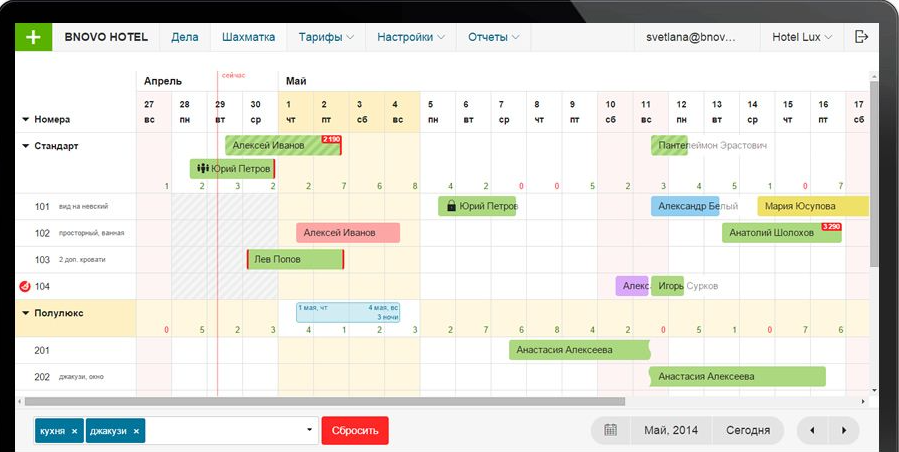 + BNOVO HOTEL Дела Шахматка Тарифы Настройки Отчеты svetlana@bnov... Hotel Lux
сейчас
Апрель Май
27 28 29 30 1 2 3 4 5 6 7 8 9 10 11 12 13 14 15 16 17
Номера вс пн вт ср чт пт сб вс пн вт ср чт пт сб вс пн вт ср чт пт сб
Стандарт Алексей Иванов 2 190 Пантелеймон Эрастович
Юрий Петров
1 2 3 2 2 7 6 8 4 2 0 0 5 2 3 4 5 1 0 7
101 вид на невский Юрий Петров Александр Белый Мария Юсупова
102 просторный, ванная Алексей Иванов Анатолий Шолохов 3 290
103 2 доп. кровати Лев Попов
104 Алекс Игорь Сурков
Полулюкс 1 мая, чт 4 мая, вс
3 ночи
0 5 2 3 4 1 2 3 2 7 6 8 4 2 0 5 1 0 7 6
201 Анастасия Алексеева
202 джакузи, окно Анастасия Алексеева
кухня × джакузи × Сбросить Май, 2014 Сегодня